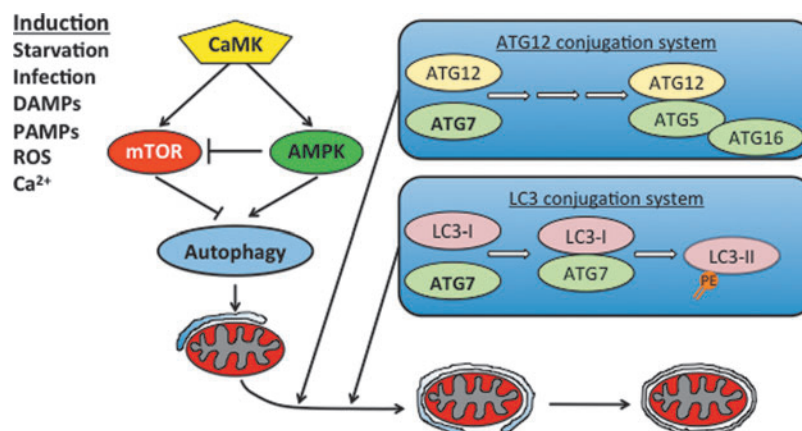 Induction
Starvation
Infection
DAMPs
PAMPs
ROS
Ca²⁺
CaMK
mTOR
AMPK
Autophagy
ATG12 conjugation system
ATG12
ATG7
ATG12
ATG5
ATG16
LC3 conjugation system
LC3-I
ATG7
LC3-I
ATG7
LC3-II
PE